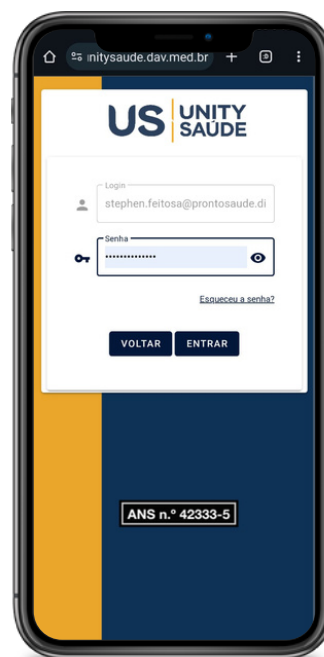 nitysaude.dav.med.br
US UNITY SAÚDE
Login
stephen.feitosa@prontosaude.di
Senha
Esqueceu a senha?
VOLTAR ENTRAR
ANS n.º 42333-5